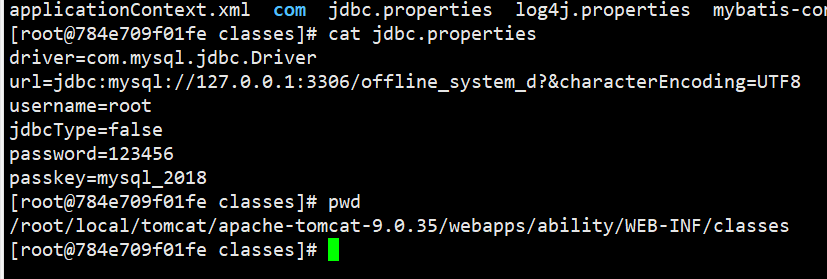 applicationContext.xml com jdbc.properties log4j.properties mybatis-con
[root@784e709f01fe classes]# cat jdbc.properties
driver=com.mysql.jdbc.Driver
url=jdbc:mysql://127.0.0.1:3306/offline_system_d?&characterEncoding=UTF8
username=root
jdbcType=false
password=123456
passkey=mysql_2018
[root@784e709f01fe classes]# pwd
/root/local/tomcat/apache-tomcat-9.0.35/webapps/ability/WEB-INF/classes
[root@784e709f01fe classes]#